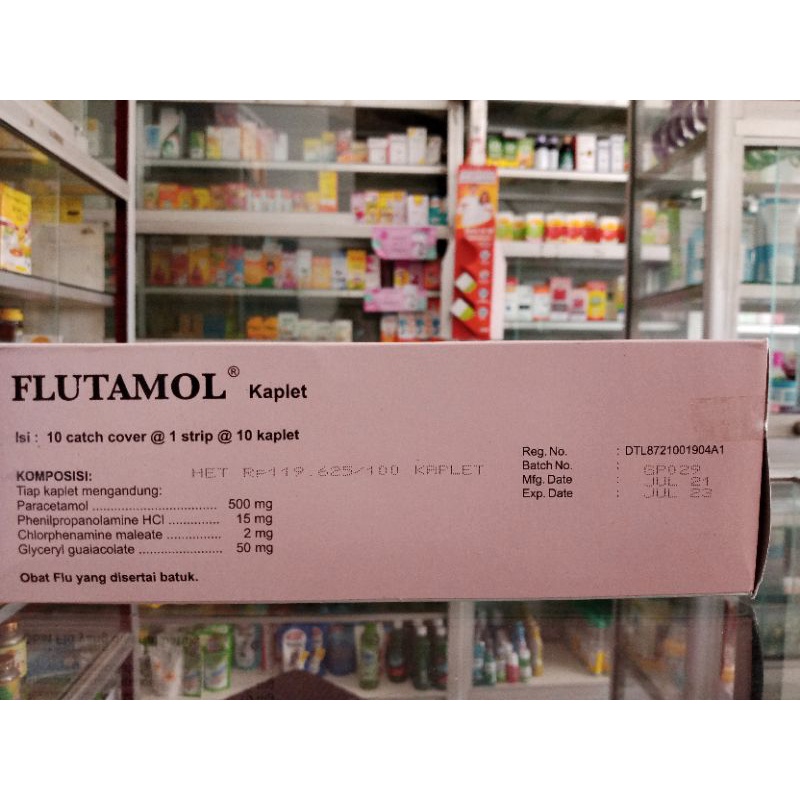 FLUTAMOL® Kaplet
Isi : 10 catch cover @ 1 strip @ 10 kaplet
HET Rp119.625/100 KAPLET
KOMPOSISI:
Tiap kaplet mengandung:
Paracetamol ................................ 500 mg
Phenilpropanolamine HCl ............. 15 mg
Chlorphenamine maleate .............. 2 mg
Glyceryl guaiacolate ..................... 50 mg
Obat Flu yang disertai batuk.
Reg. No. : DTL8721001904A1
Batch No. : GP029
Mfg. Date : JUL 21
Exp. Date : JUL 23